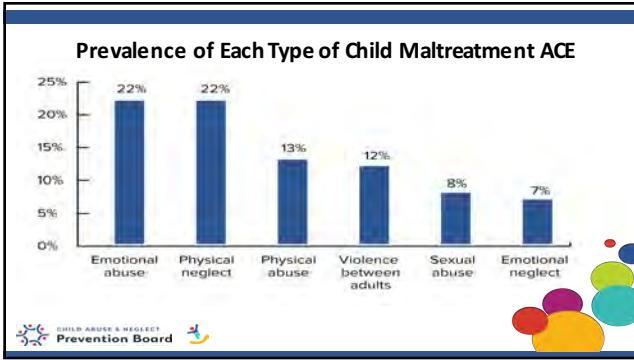 Prevalence of Each Type of Child Maltreatment ACE
25%
20%
15%
10%
5%
0%
22%
22%
13%
12%
8%
7%
Emotional abuse
Physical neglect
Physical abuse
Violence between adults
Sexual abuse
Emotional neglect
CHILD ABUSE & NEGLECT
Prevention Board